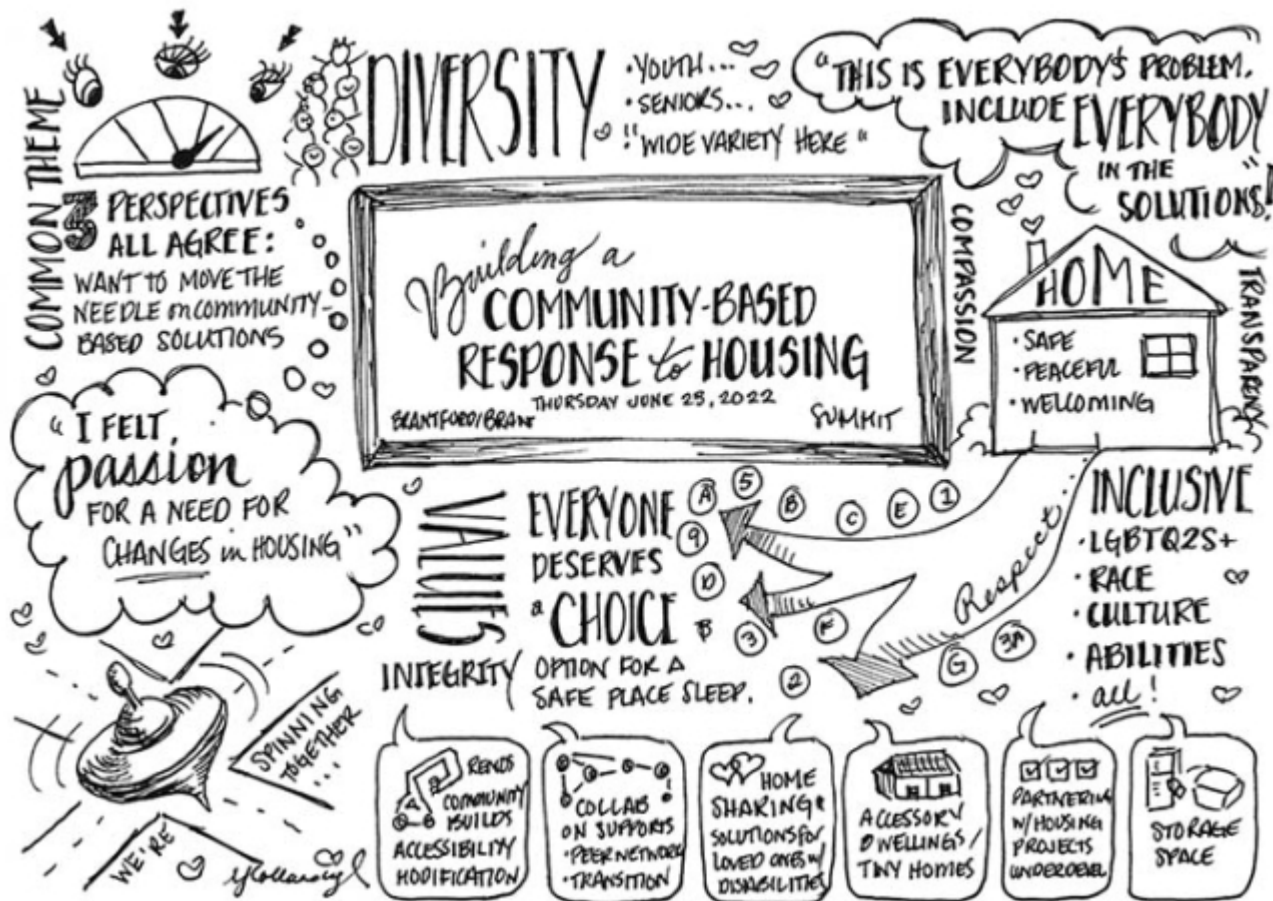 COMMON THEME
3 PERSPECTIVES
ALL AGREE:
WANT TO MOVE THE
NEEDLE on COMMUNITY-
BASED SOLUTIONS
DIVERSITY
• YOUTH...
• SENIORS...
"WIDE VARIETY HERE"
"THIS IS EVERYBODY'S PROBLEM.
INCLUDE EVERYBODY
IN THE
SOLUTIONS!"
Building a
COMMUNITY-BASED
RESPONSE to HOUSING
THURSDAY JUNE 23, 2022
BRANTFORD/BRANT
SUMMIT
COMPASSION
HOME
• SAFE
• PEACEFUL
• WELCOMING
TRANSPARENCY
"I FELT
passion
FOR A NEED FOR
CHANGES in HOUSING"
VALUES
INTEGRITY
EVERYONE
DESERVES
a CHOICE
OPTION FOR A
SAFE PLACE SLEEP.
A 5 B C E 1
9
D
B 3 F
2 G 3A
Respect...
INCLUSIVE
• LGBTQ2S+
• RACE
• CULTURE
• ABILITIES
• all!
WE'RE
SPINNING
TOGETHER
...
RENOS
COMMUNITY
BUILDS
ACCESSIBILITY
MODIFICATION
COLLAB
ON SUPPORTS
• PEER NETWORK
• TRANSITION
HOME
SHARING &
SOLUTIONS FOR
LOVED ONES W/
DISABILITIES
ACCESSORY
DWELLINGS/
TINY HOMES
PARTNERING
W/ HOUSING
PROJECTS
UNDERDEVEL
STORAGE
SPACE